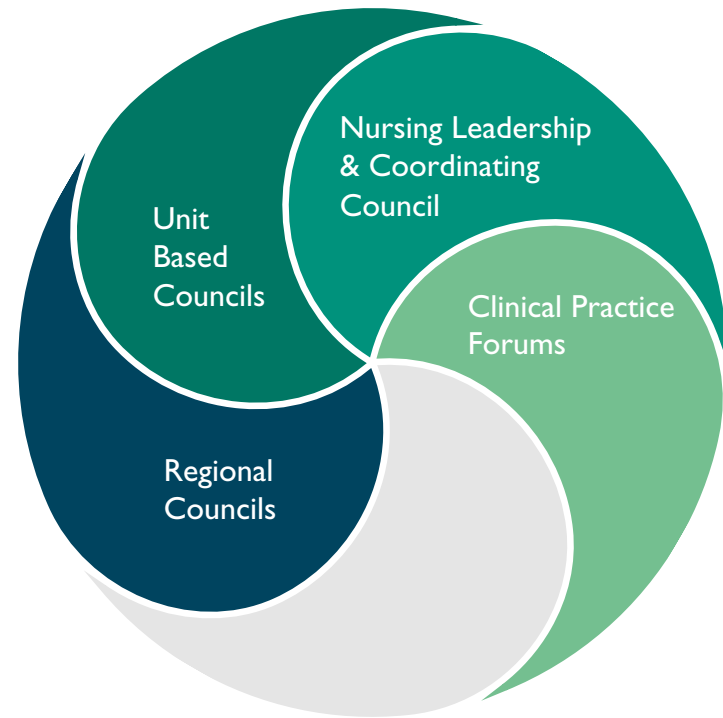 Nursing Leadership
& Coordinating
Council
Unit
Based
Councils
Clinical Practice
Forums
Regional
Councils